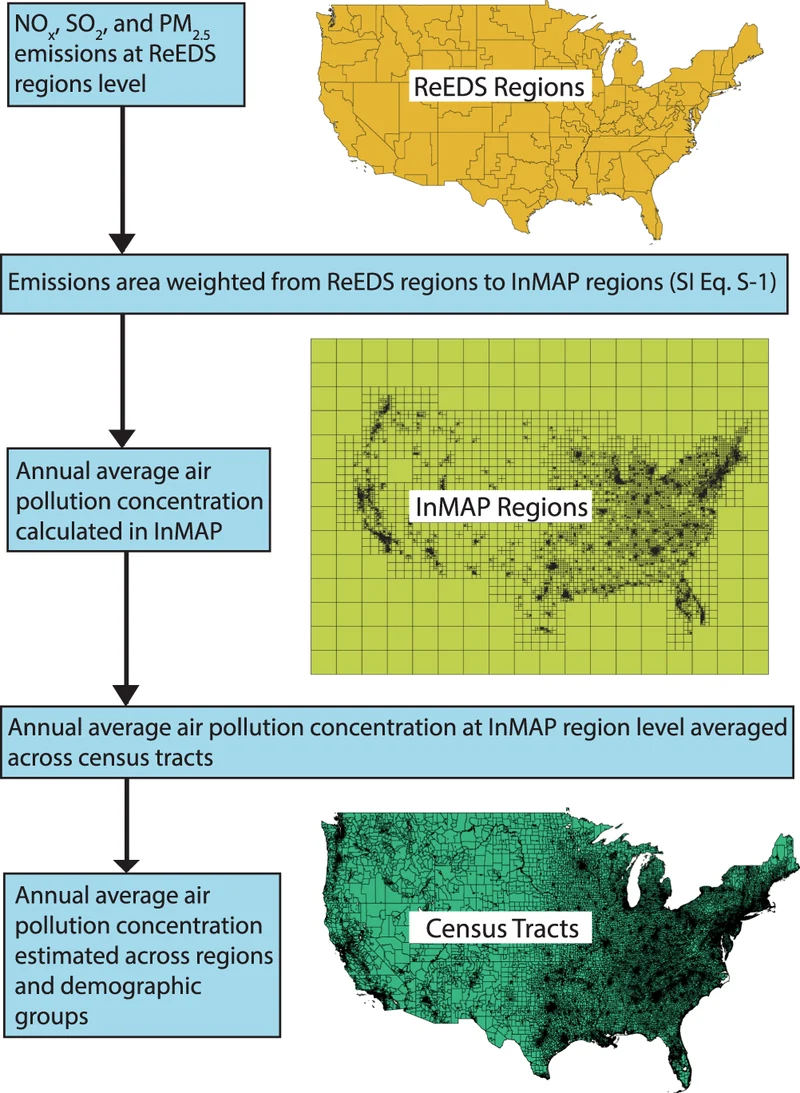 NOx, SO2, and PM2.5
emissions at ReEDS
regions level
ReEDS Regions
Emissions area weighted from ReEDS regions to InMAP regions (SI Eq. S-1)
Annual average air
pollution concentration
calculated in InMAP
InMAP Regions
Annual average air pollution concentration at InMAP region level averaged
across census tracts
Annual average air
pollution concentration
estimated across regions
and demographic
groups
Census Tracts